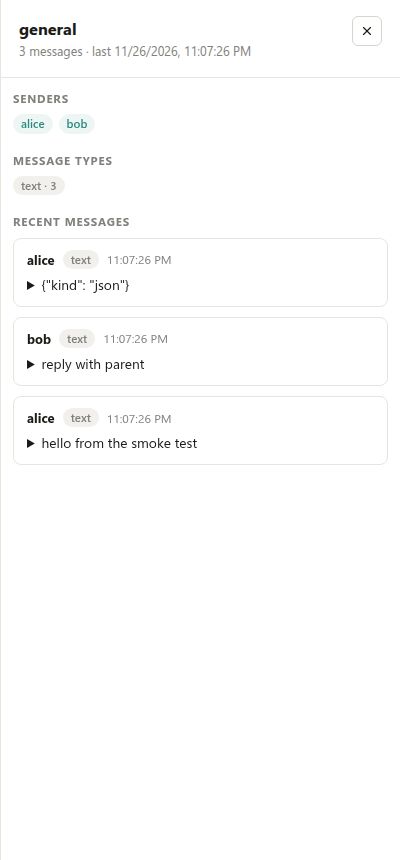 general
3 messages · last 11/26/2026, 11:07:26 PM
SENDERS
alice bob
MESSAGE TYPES
text · 3
RECENT MESSAGES
alice text 11:07:26 PM
{"kind": "json"}
bob text 11:07:26 PM
reply with parent
alice text 11:07:26 PM
hello from the smoke test